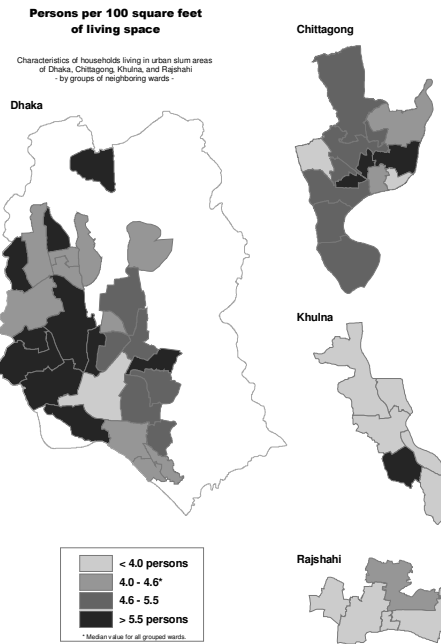 Persons per 100 square feet
of living space
Characteristics of households living in urban slum areas
of Dhaka, Chittagong, Khulna, and Rajshahi
- by groups of neighboring wards -
Dhaka
Chittagong
Khulna
Rajshahi
< 4.0 persons
4.0 - 4.6*
4.6 - 5.5
> 5.5 persons
* Median value for all grouped wards.